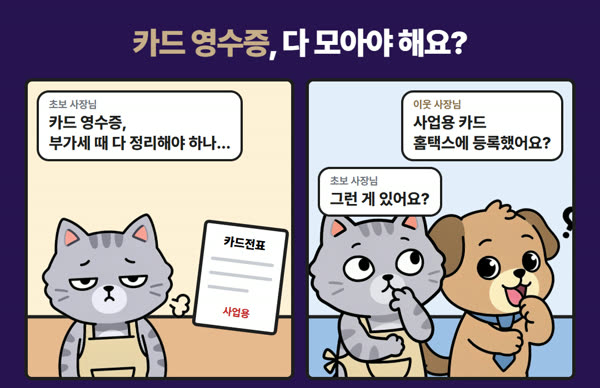 카드 영수증, 다 모아야 해요?
초보 사장님
카드 영수증,
부가세 때 다 정리해야 하나...
카드전표
사업용
이웃 사장님
사업용 카드
홈택스에 등록했어요?
초보 사장님
그런 게 있어요?
?